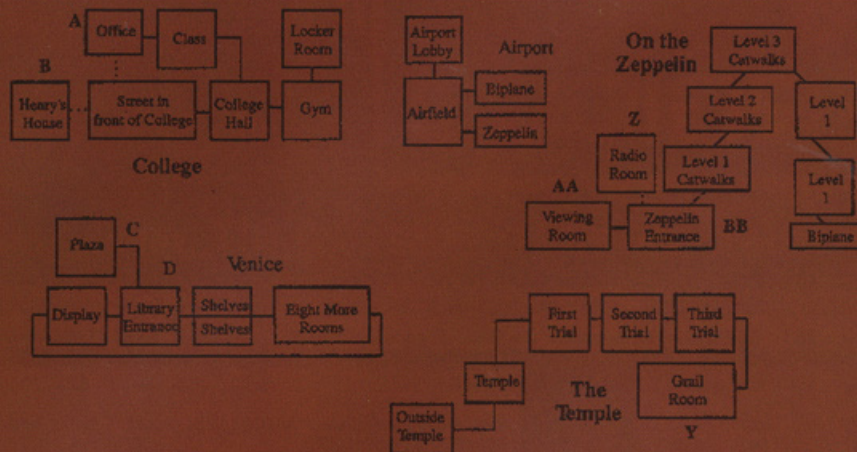 A
Office
Class
Locker
Room
B
Henry's
House
Street in
front of College
College
Hall
Gym
College
Airport
Lobby
Airport
Airfield
Biplane
Zeppelin
On the
Zeppelin
Level 3
Catwalks
Level 2
Catwalks
Level
1
Z
Radio
Room
Level 1
Catwalks
Level
1
AA
Viewing
Room
Zeppelin
Entrance
BB
Biplane
Plaza
C
D
Venice
Display
Library
Entrance
Shelves
Shelves
Eight More
Rooms
First
Trial
Second
Trial
Third
Trial
Temple
The
Temple
Grail
Room
Outside
Temple
Y